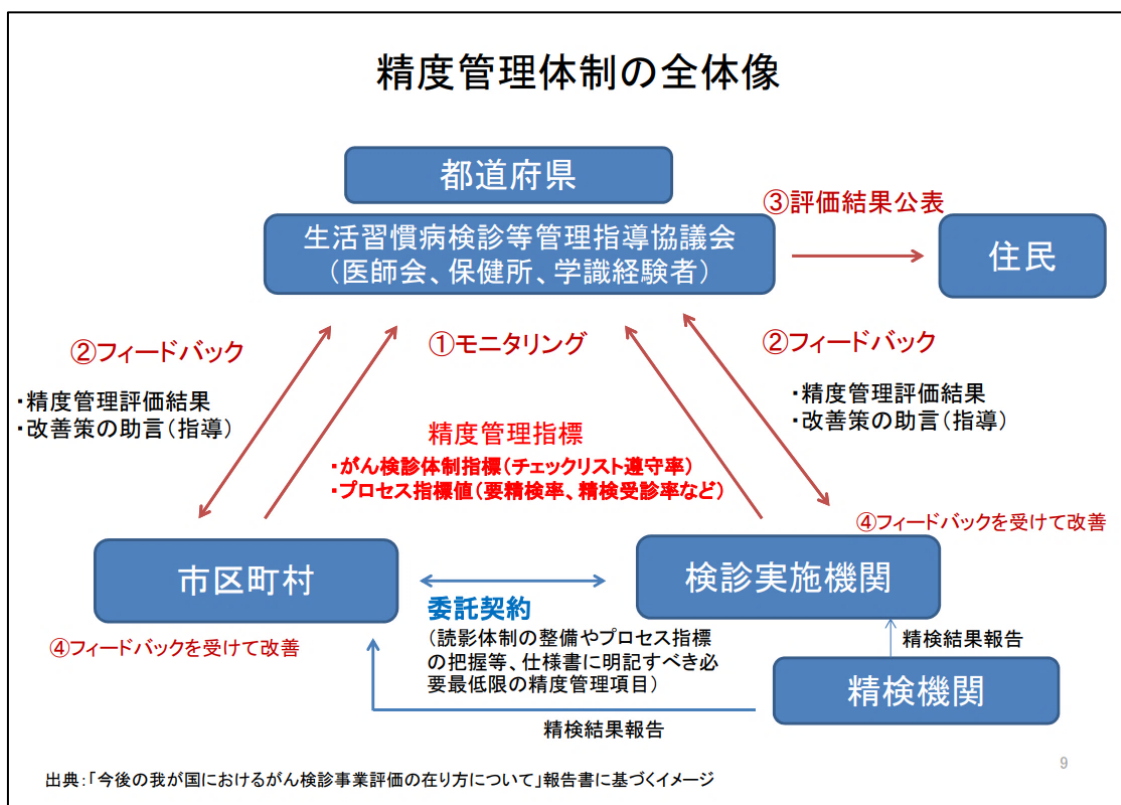 精度管理体制の全体像
都道府県
生活習慣病検診等管理指導協議会
（医師会、保健所、学識経験者）
③評価結果公表
住民
②フィードバック
・精度管理評価結果
・改善策の助言（指導）
①モニタリング
②フィードバック
・精度管理評価結果
・改善策の助言（指導）
精度管理指標
・がん検診体制指標（チェックリスト遵守率）
・プロセス指標値（要精検率、精検受診率など）
④フィードバックを受けて改善
市区町村
検診実施機関
委託契約
（読影体制の整備やプロセス指標
の把握等、仕様書に明記すべき必
要最低限の精度管理項目）
④フィードバックを受けて改善
精検結果報告
精検機関
精検結果報告
出典：「今後の我が国におけるがん検診事業評価の在り方について」報告書に基づくイメージ
9